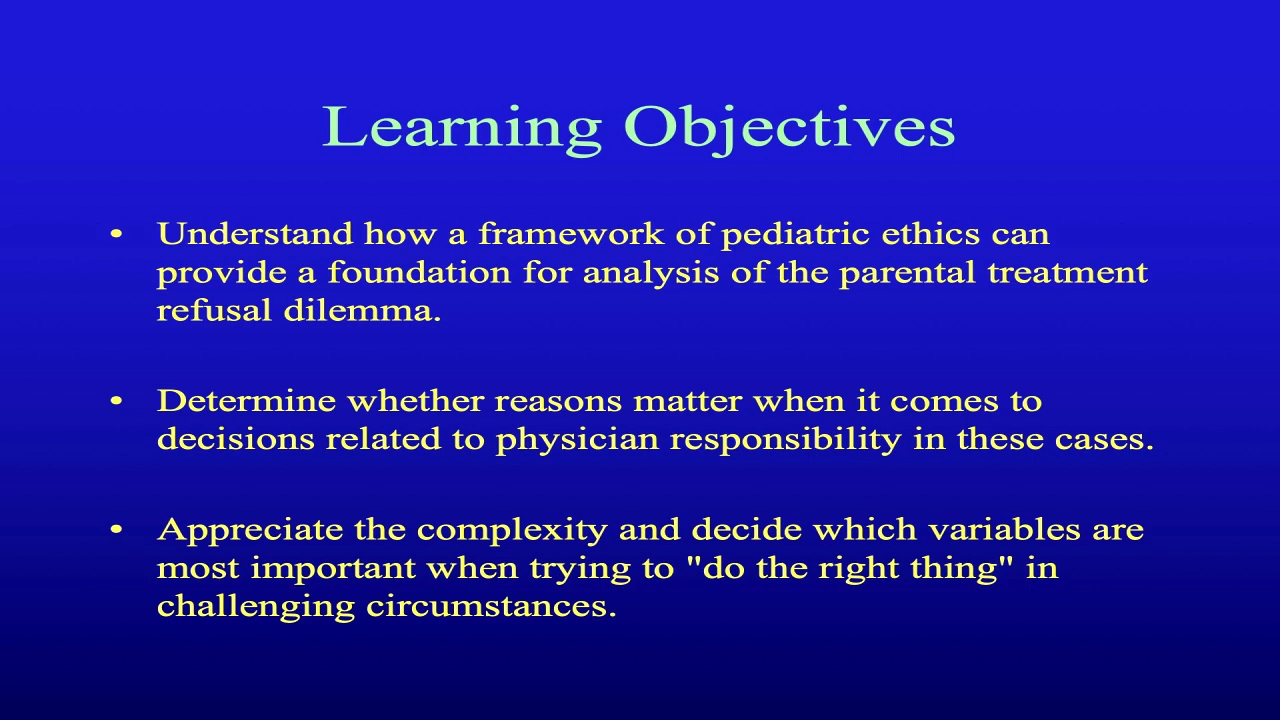 Learning Objectives
• Understand how a framework of pediatric ethics can
provide a foundation for analysis of the parental treatment
refusal dilemma.
• Determine whether reasons matter when it comes to
decisions related to physician responsibility in these cases.
• Appreciate the complexity and decide which variables are
most important when trying to "do the right thing" in
challenging circumstances.